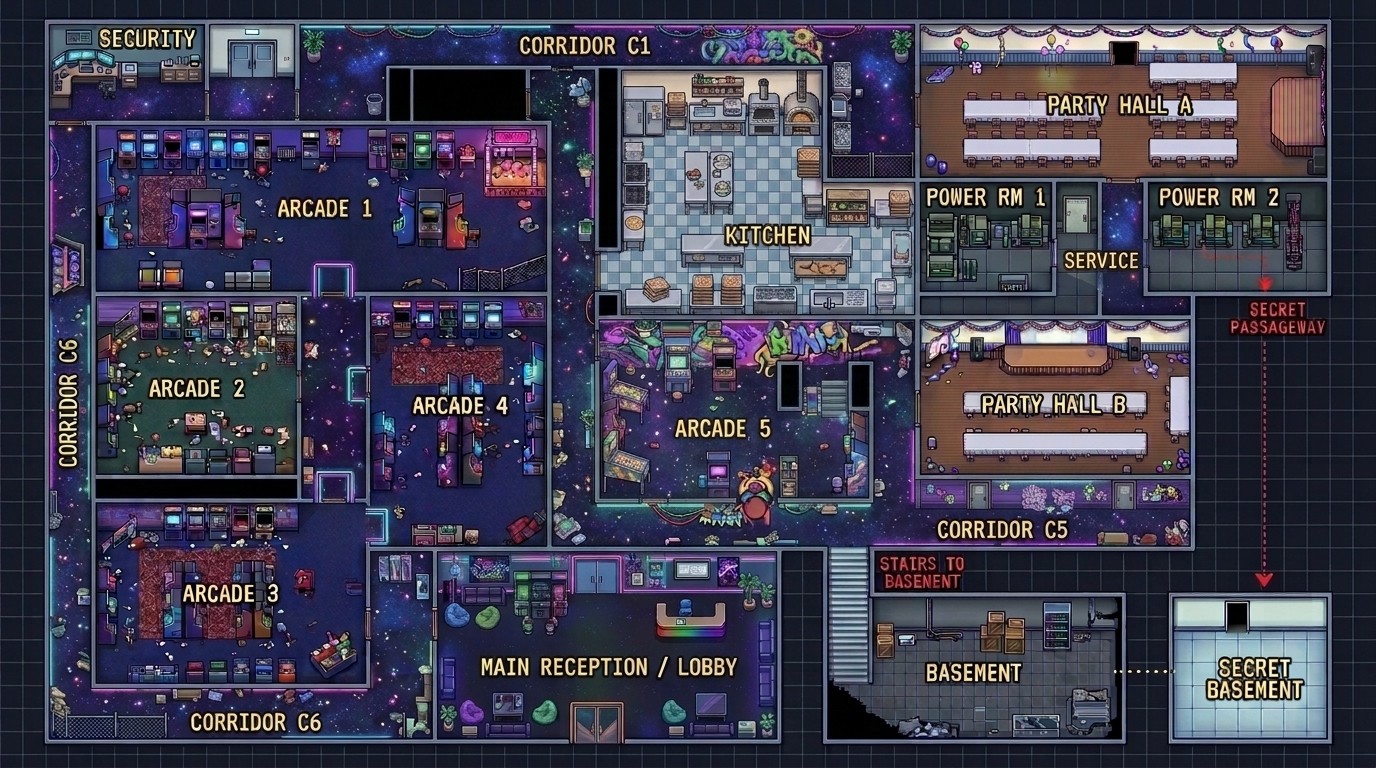 SECURITY
CORRIDOR C1
PARTY HALL A
ARCADE 1
KITCHEN
POWER RM 1
SERVICE
POWER RM 2
SECRET
PASSAGEWAY
CORRIDOR C6
ARCADE 2
ARCADE 4
ARCADE 5
PARTY HALL B
CORRIDOR C5
STAIRS TO
BASEMENT
ARCADE 3
MAIN RECEPTION / LOBBY
BASEMENT
SECRET
BASEMENT
CORRIDOR C6